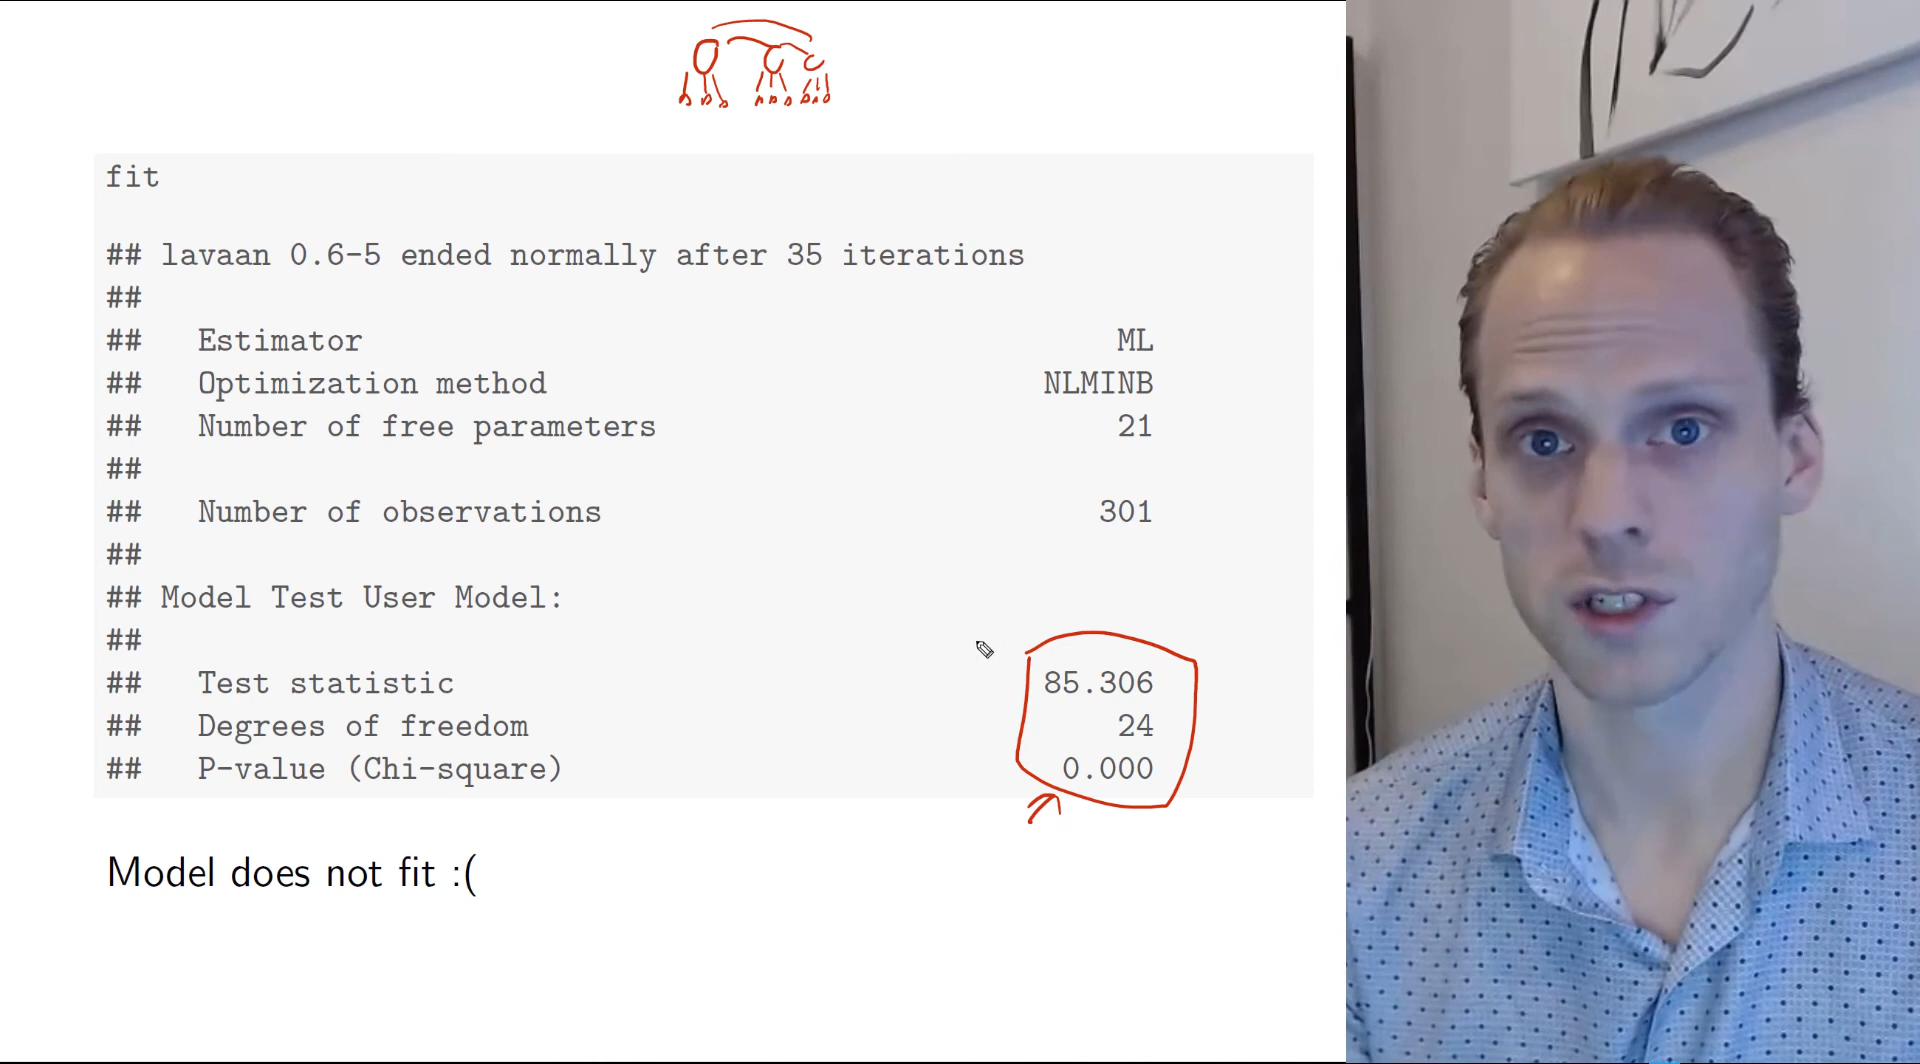 fit
## lavaan 0.6-5 ended normally after 35 iterations
##
## Estimator ML
## Optimization method NLMINB
## Number of free parameters 21
##
## Number of observations 301
##
## Model Test User Model:
##
## Test statistic 85.306
## Degrees of freedom 24
## P-value (Chi-square) 0.000
Model does not fit :(